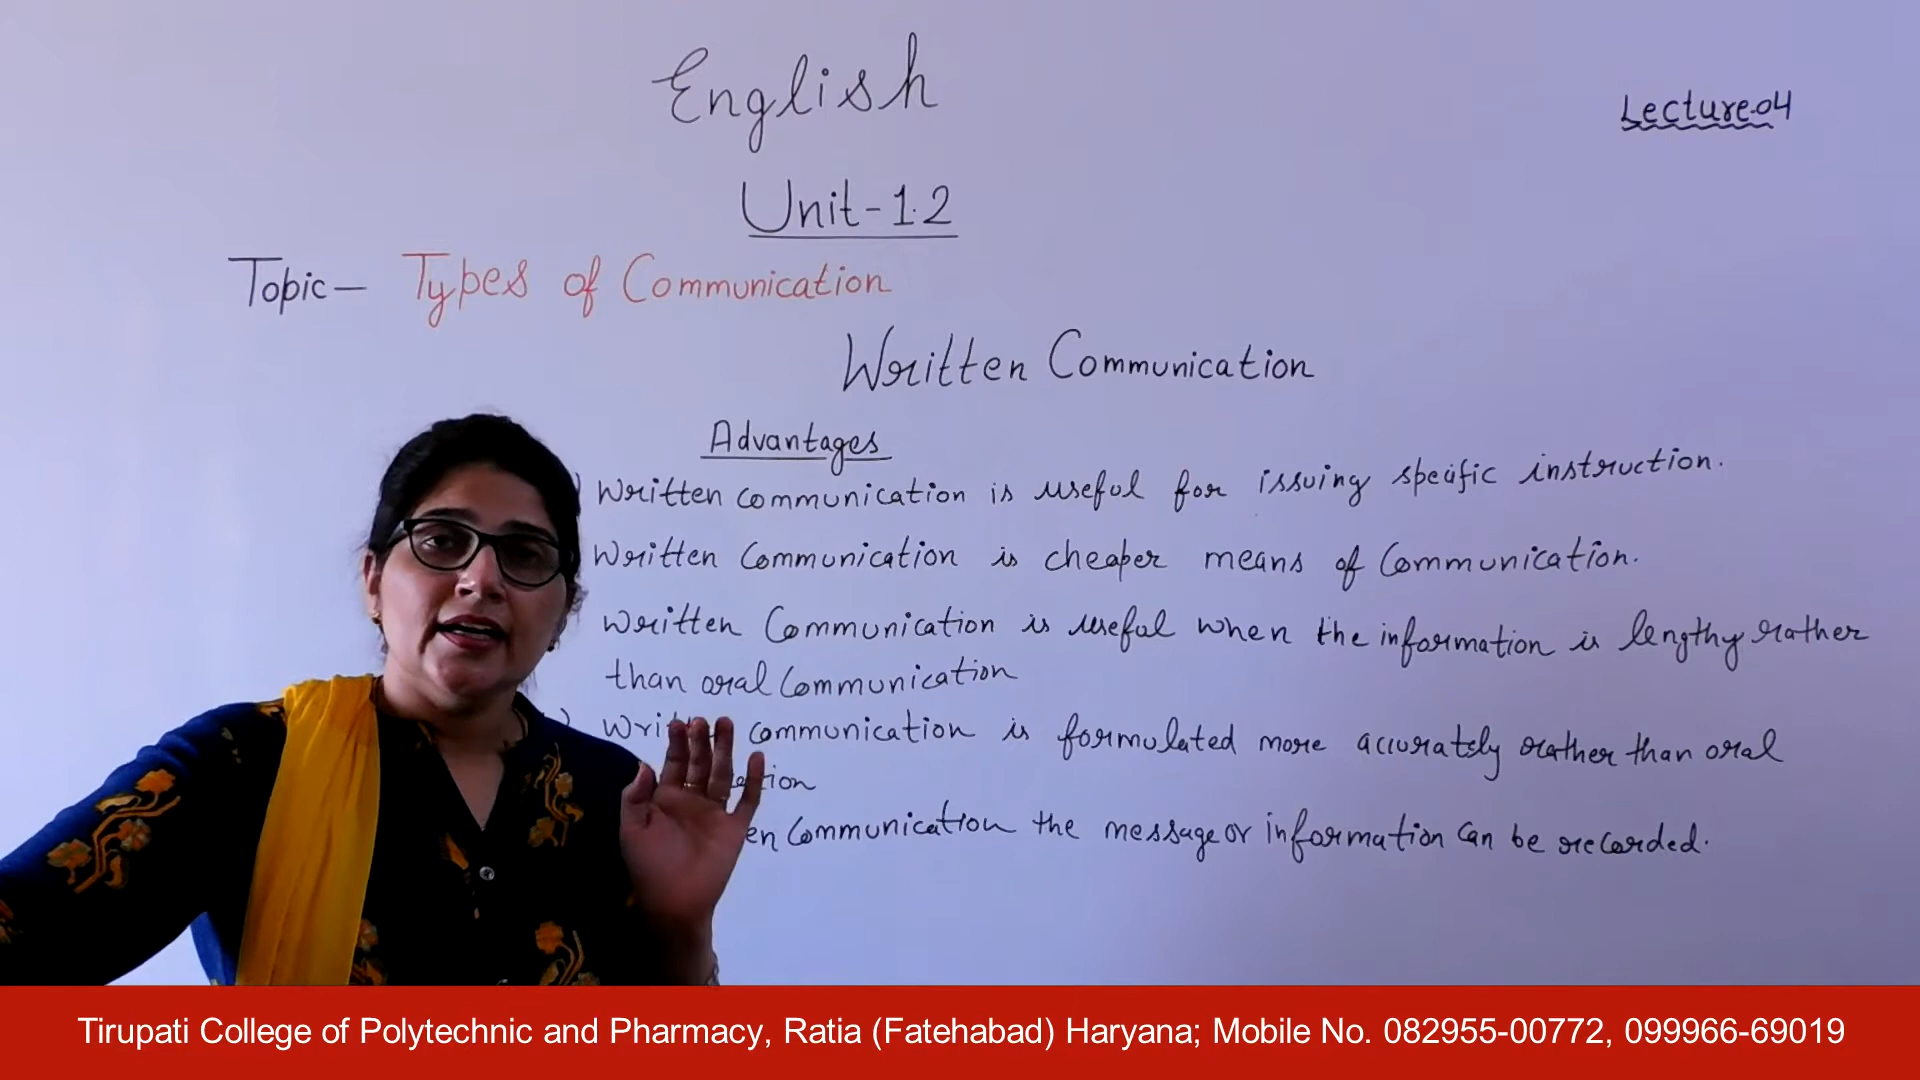 English
Lecture-04
Unit-1.2
Topic- Types of Communication
Written Communication
Advantages
) Written communication is useful for issuing specific instruction.
Written Communication is cheaper means of Communication.
Written Communication is useful when the information is lengthy rather
than oral Communication
) communication is formulated more accurately rather than oral
Communication the message or information can be recorded.
Tirupati College of Polytechnic and Pharmacy, Ratia (Fatehabad) Haryana; Mobile No. 082955-00772, 099966-69019